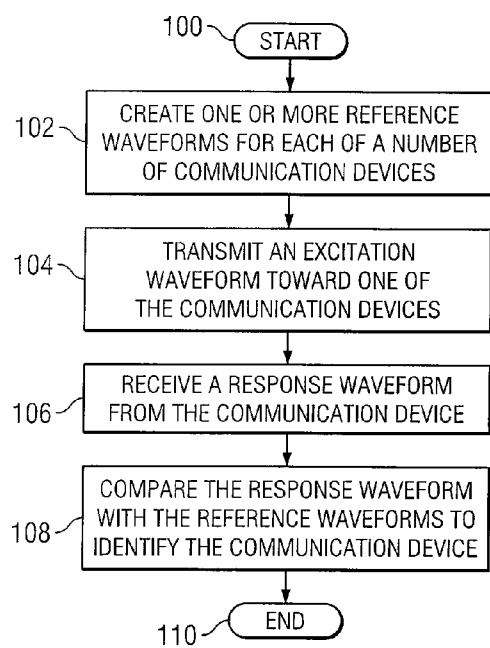 100
START
102
CREATE ONE OR MORE REFERENCE
WAVEFORMS FOR EACH OF A NUMBER
OF COMMUNICATION DEVICES
104
TRANSMIT AN EXCITATION
WAVEFORM TOWARD ONE OF
THE COMMUNICATION DEVICES
106
RECEIVE A RESPONSE WAVEFORM
FROM THE COMMUNICATION DEVICE
108
COMPARE THE RESPONSE WAVEFORM
WITH THE REFERENCE WAVEFORMS TO
IDENTIFY THE COMMUNICATION DEVICE
110
END